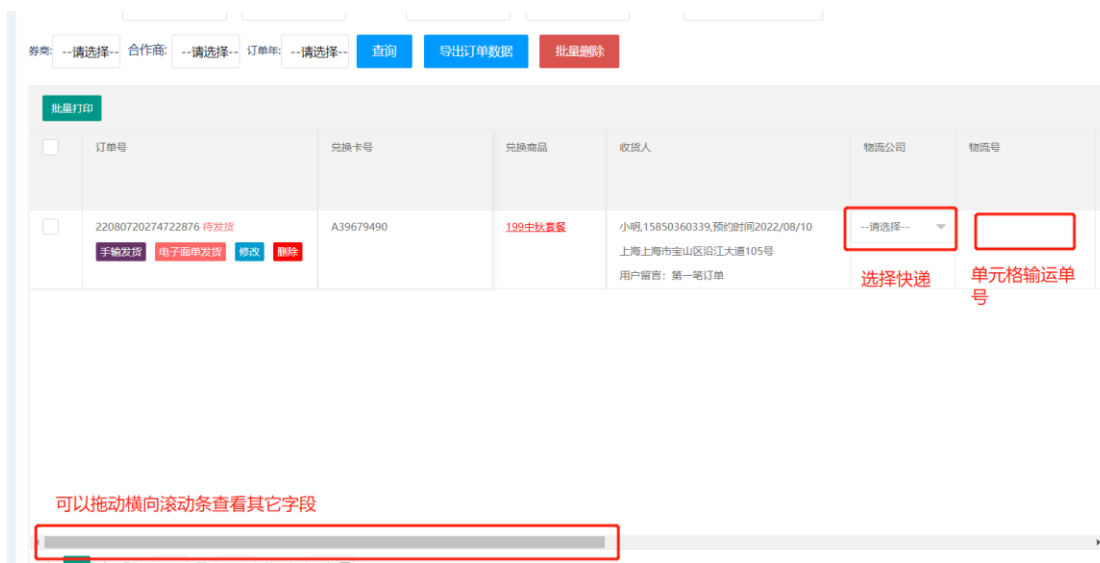 券商: --请选择-- 合作商: --请选择-- 订单年: --请选择-- 查询 导出订单数据 批量删除
批量打印
订单号 兑换卡号 兑换商品 收货人 物流公司 物流号
22080720274722876 待发货 A39679490 199中秋套餐 小明,15850360339,预约时间2022/08/10 --请选择--
手输发货 电子面单发货 修改 删除 上海上海市宝山区沿江大道105号
用户留言：第一笔订单 选择快递 单元格输运单
号
可以拖动横向滚动条查看其它字段